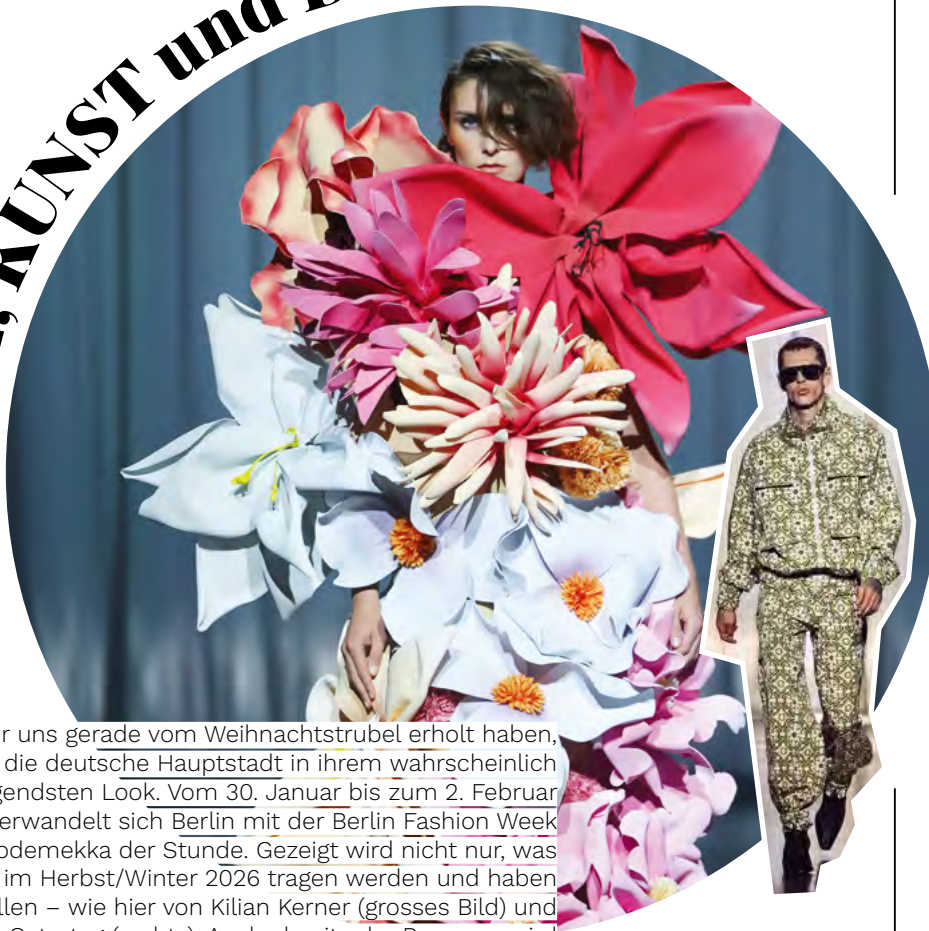 KUNST und
r uns gerade vom Weihnachtstrubel erholt haben,
die deutsche Hauptstadt in ihrem wahrscheinlich
gendsten Look. Vom 30. Januar bis zum 2. Februar
erwandelt sich Berlin mit der Berlin Fashion Week
odemekka der Stunde. Gezeigt wird nicht nur, was
im Herbst/Winter 2026 tragen werden und haben
llen – wie hier von Kilian Kerner (grosses Bild) und